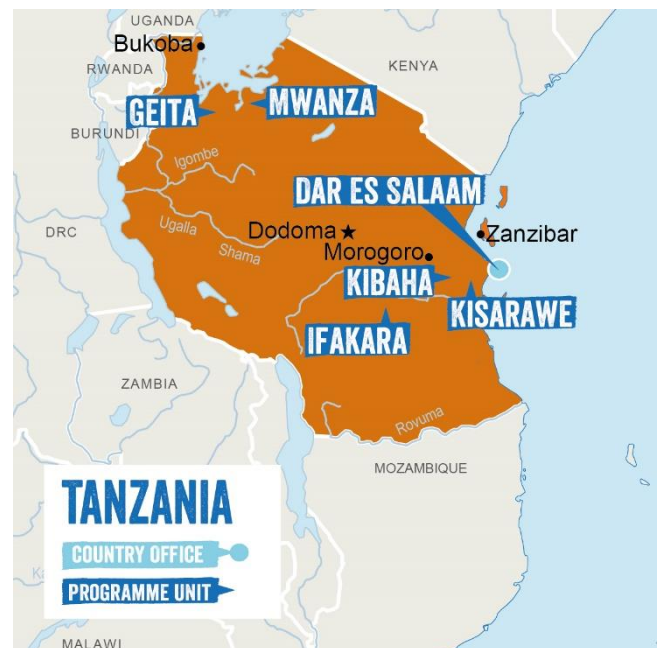 UGANDA
Bukoba
RWANDA
KENYA
GEITA
MWANZA
BURUNDI
Igombe
DAR ES SALAAM
Ugalla
DRC
Dodoma
Zanzibar
Shama
Morogoro
KIBAHA
KISARAWE
IFAKARA
ZAMBIA
Rovuma
MOZAMBIQUE
TANZANIA
COUNTRY OFFICE
PROGRAMME UNIT
MALAWI